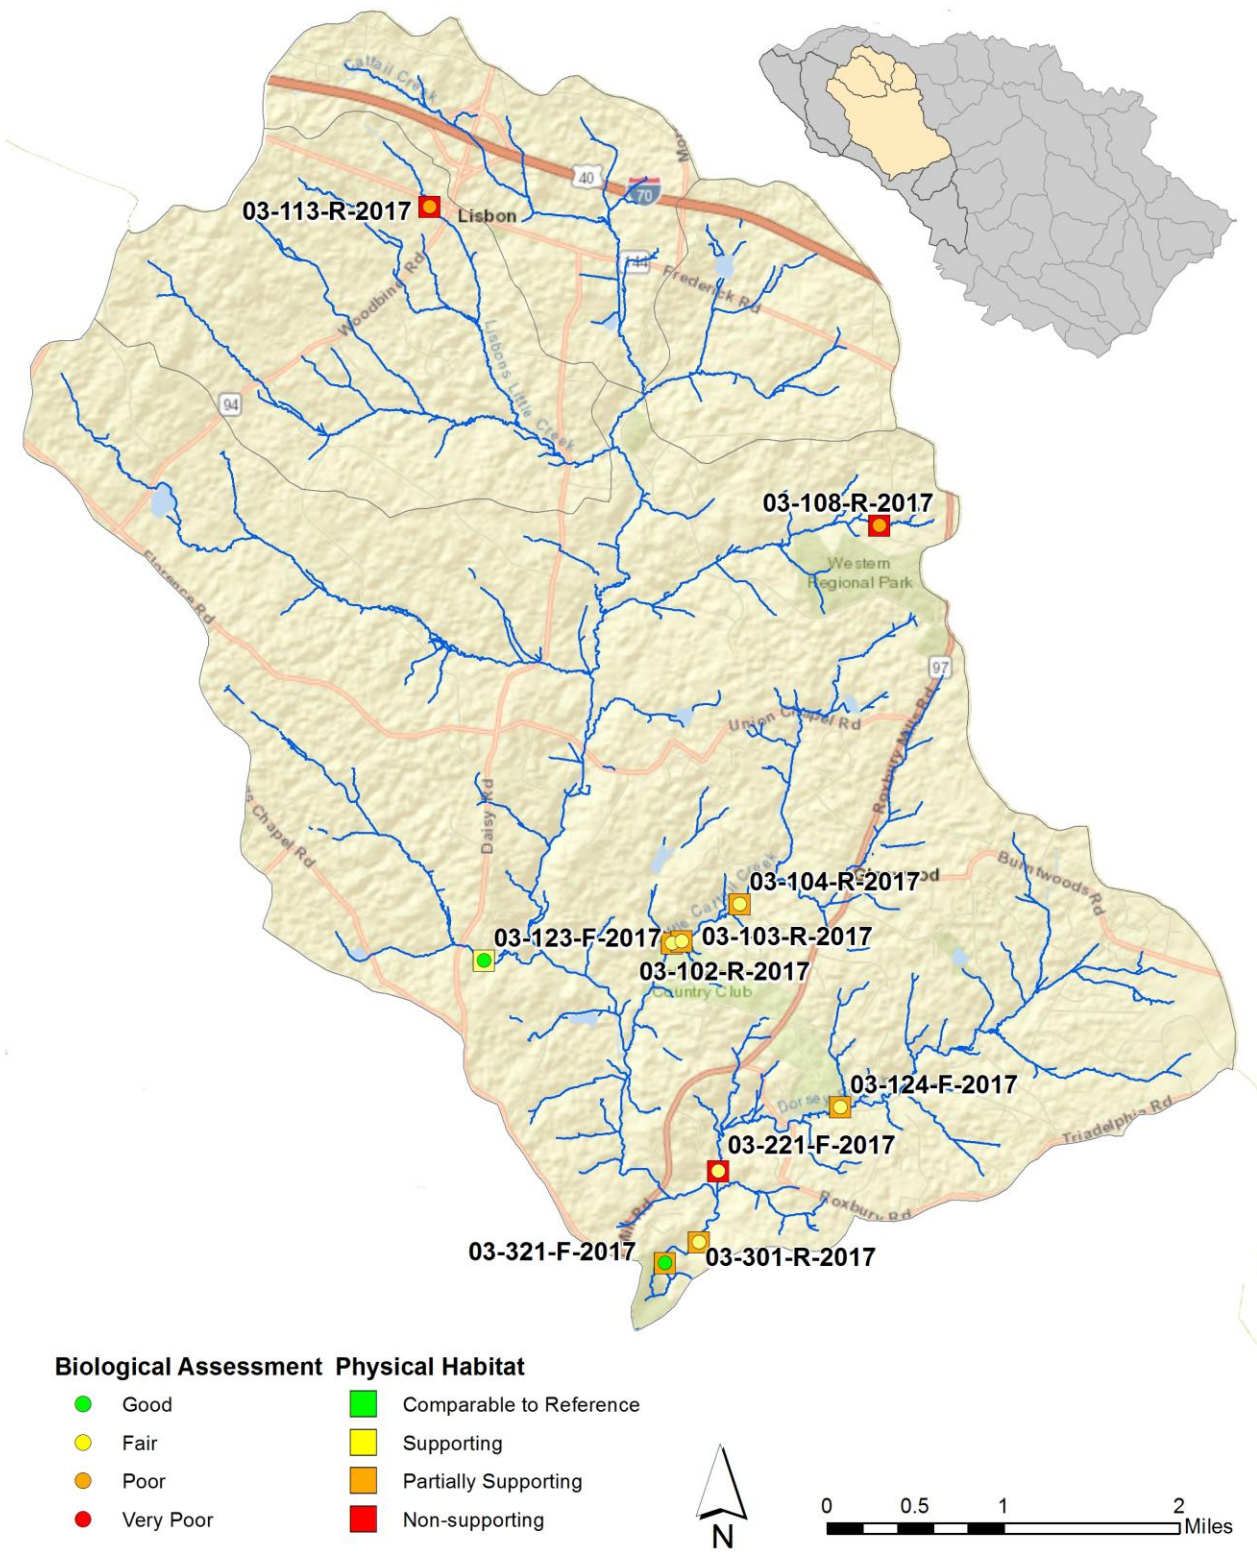 Cattail Creek
Mor
40
70
03-113-R-2017
Lisbon
144
Frederick Rd
Woodbine Rd
Lisbons Little Creek
94
03-108-R-2017
Western
Regional Park
Florence Rd
97
Union Chapel Rd
Roxbury Mills Rd
Daisy Rd
Chapel Rd
Burntwoods Rd
03-104-R-2017
03-123-F-2017
03-103-R-2017
03-102-R-2017
Country Club
03-124-F-2017
Dorsey
Triadelphia Rd
03-221-F-2017
Roxbury Rd
Rd
03-321-F-2017
03-301-R-2017
Biological Assessment Physical Habitat
Good Comparable to Reference
Fair Supporting
Poor Partially Supporting
Very Poor Non-supporting
N
0 0.5 1 2
Miles